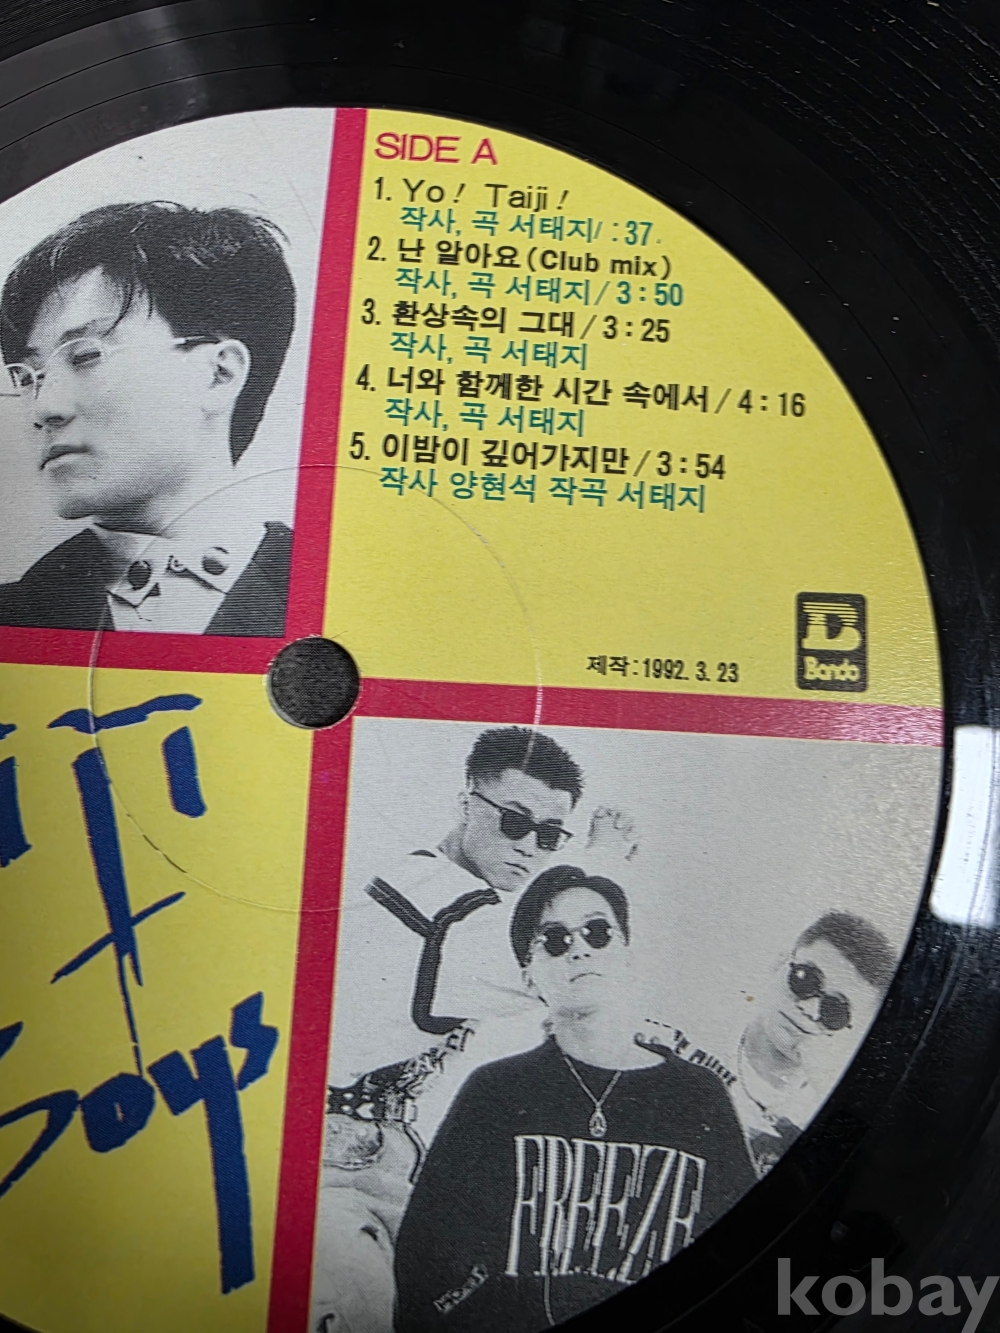 SIDE A
1. Yo! Taiji!
작사, 곡 서태지/ :37
2. 난 알아요 (Club mix)
작사, 곡 서태지/3:50
3. 환상속의 그대/3:25
작사, 곡 서태지
4. 너와 함께한 시간 속에서/4:16
작사, 곡 서태지
5. 이밤이 깊어가지만/3:54
작사 양현석 작곡 서태지
제작:1992. 3. 23
Bando
Boys
FREEZE
kobay